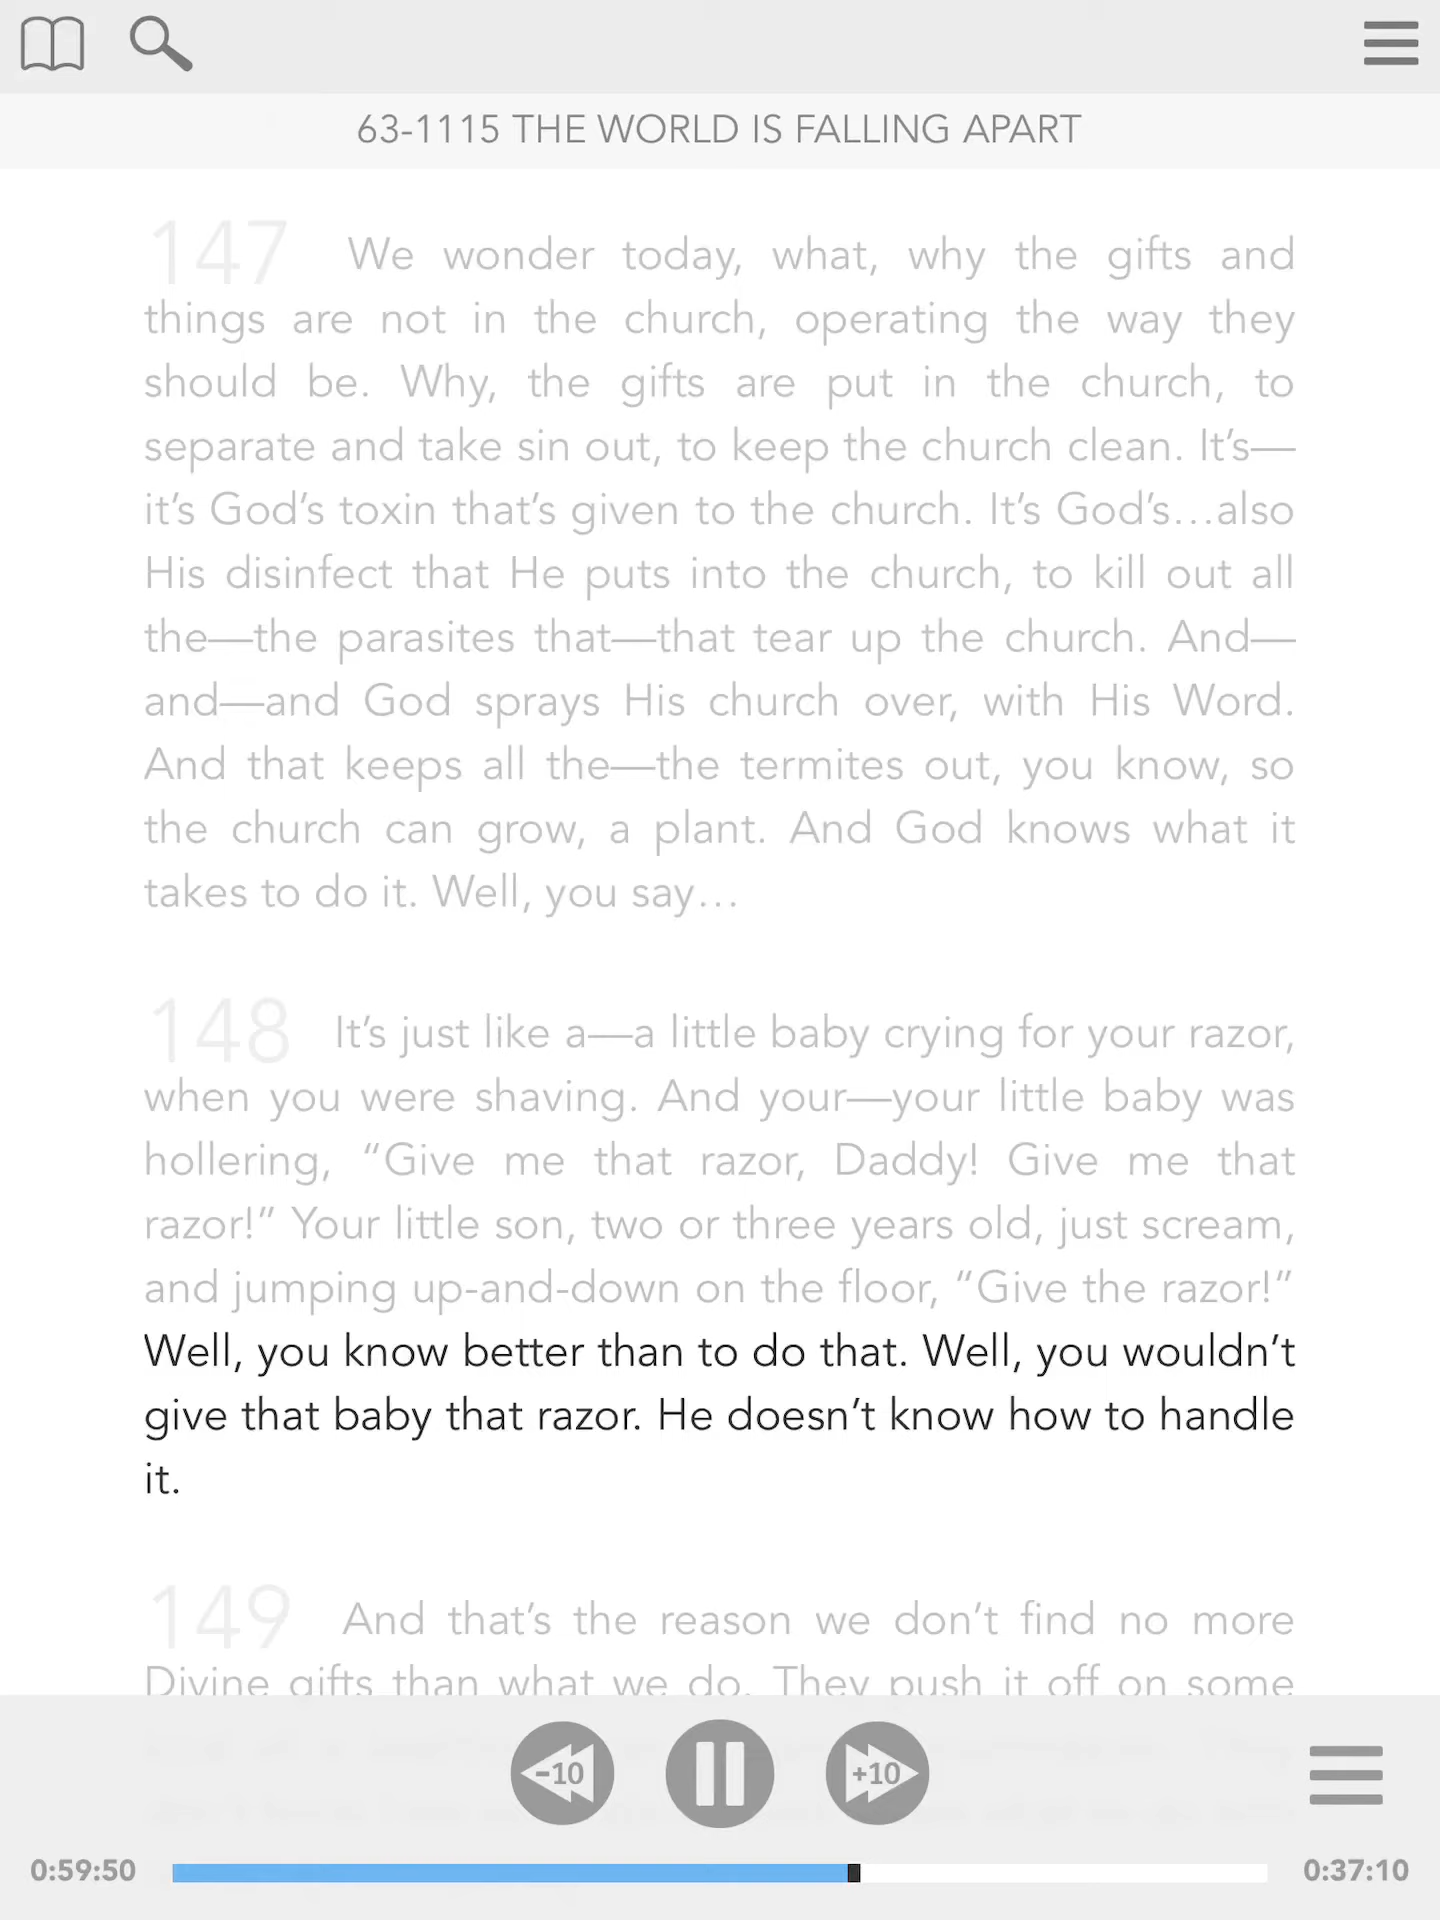 63-1115 THE WORLD IS FALLING APART
147 We wonder today, what, why the gifts and
things are not in the church, operating the way they
should be. Why, the gifts are put in the church, to
separate and take sin out, to keep the church clean. It’s—
it’s God’s toxin that’s given to the church. It’s God’s…also
His disinfect that He puts into the church, to kill out all
the—the parasites that—that tear up the church. And—
and—and God sprays His church over, with His Word.
And that keeps all the—the termites out, you know, so
the church can grow, a plant. And God knows what it
takes to do it. Well, you say…
148 It’s just like a—a little baby crying for your razor,
when you were shaving. And your—your little baby was
hollering, “Give me that razor, Daddy! Give me that
razor!” Your little son, two or three years old, just scream,
and jumping up-and-down on the floor, “Give the razor!”
Well, you know better than to do that. Well, you wouldn’t
give that baby that razor. He doesn’t know how to handle
it.
149 And that’s the reason we don’t find no more
Divine gifts than what we do. They push it off on some
-10 +10
0:59:50 0:37:10